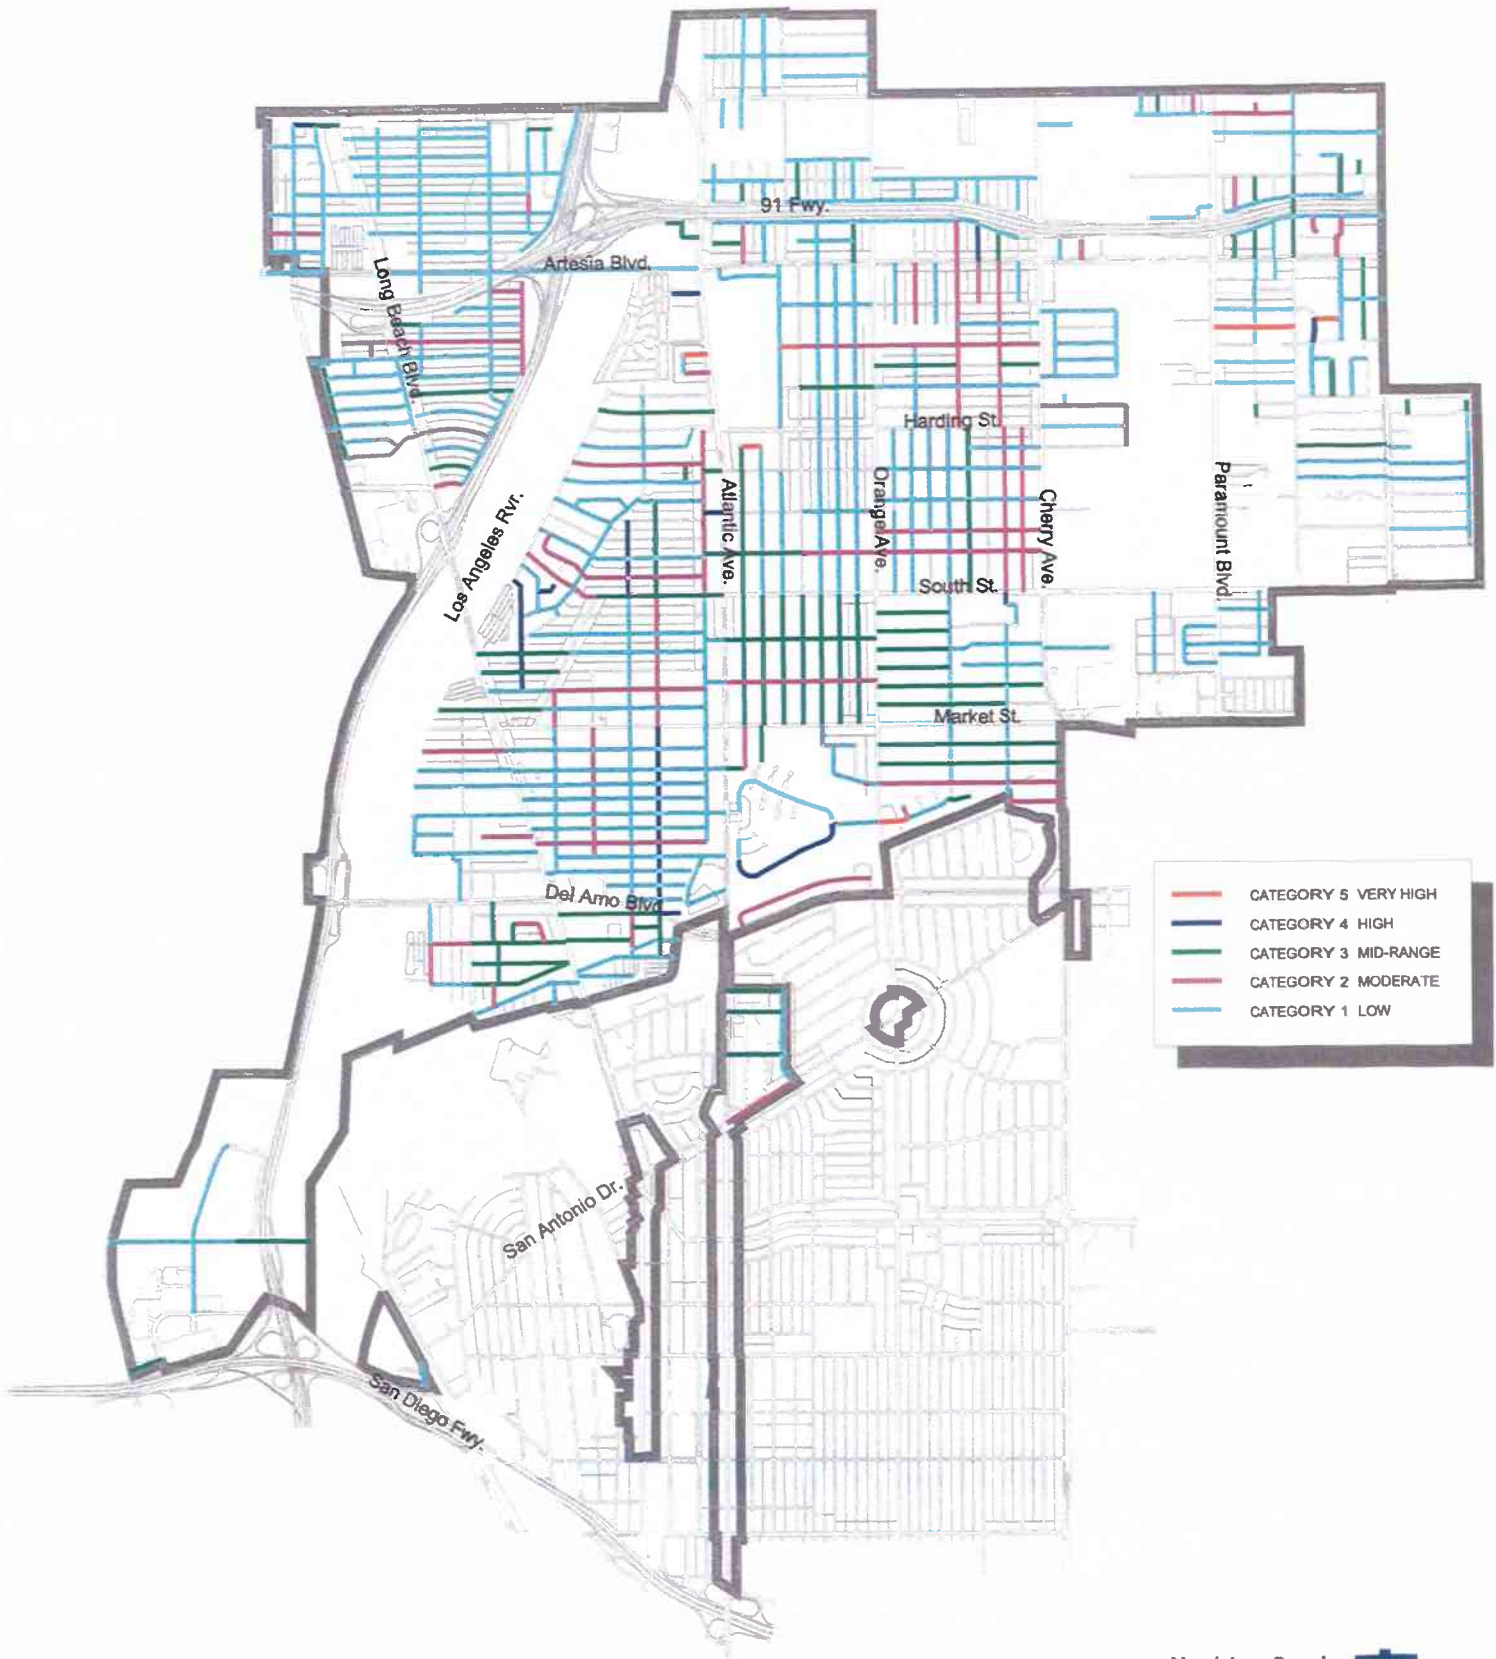 91 Fwy.
Artesia Blvd.
Long Beach Blvd.
Harding St.
Los Angeles Rvr.
Atlantic Ave.
Orange Ave.
Cherry Ave.
Paramount Blvd.
South St.
Market St.
Del Amo Blvd.
CATEGORY 5 VERY HIGH
CATEGORY 4 HIGH
CATEGORY 3 MID-RANGE
CATEGORY 2 MODERATE
CATEGORY 1 LOW
San Antonio Dr.
San Diego Fwy.